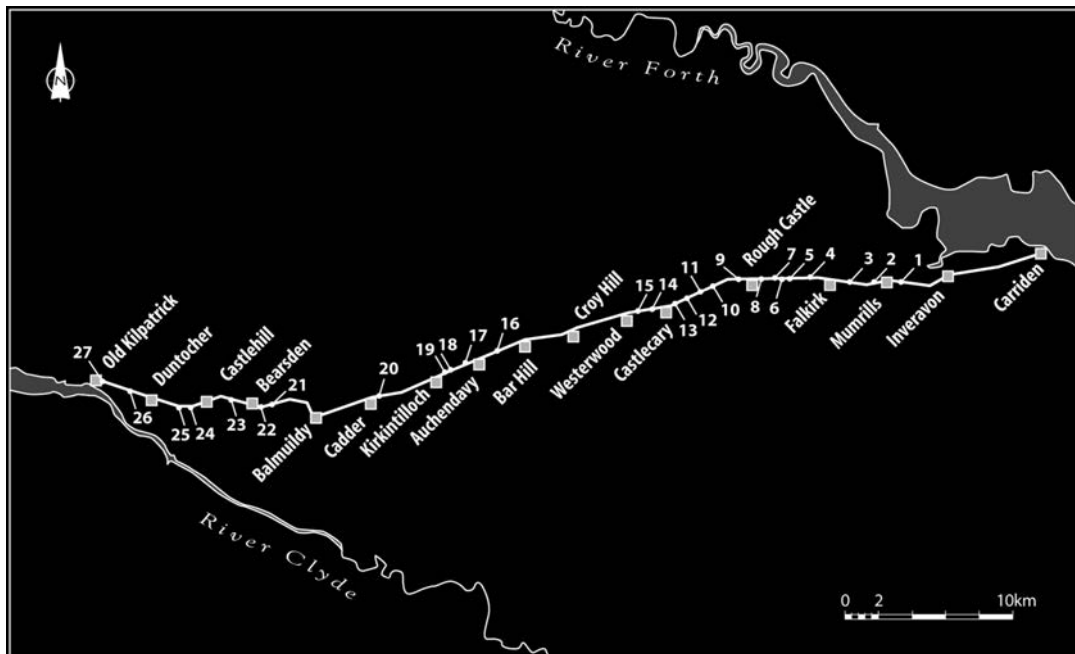 N
River Forth
Rough Castle
9
7
5
4
3
2
1
8
6
11
10
Croy Hill
15
14
13
12
Falkirk
Mumrills
Inveravon
Carriden
Westerwood
Castlecary
16
17
18
19
Bar Hill
Auchendavy
Kirkintilloch
20
Cadder
Balmuildy
27
Old Kilpatrick
Duntocher
Castlehill
Bearsden
21
26
25
24
23
22
River Clyde
0 2 10km